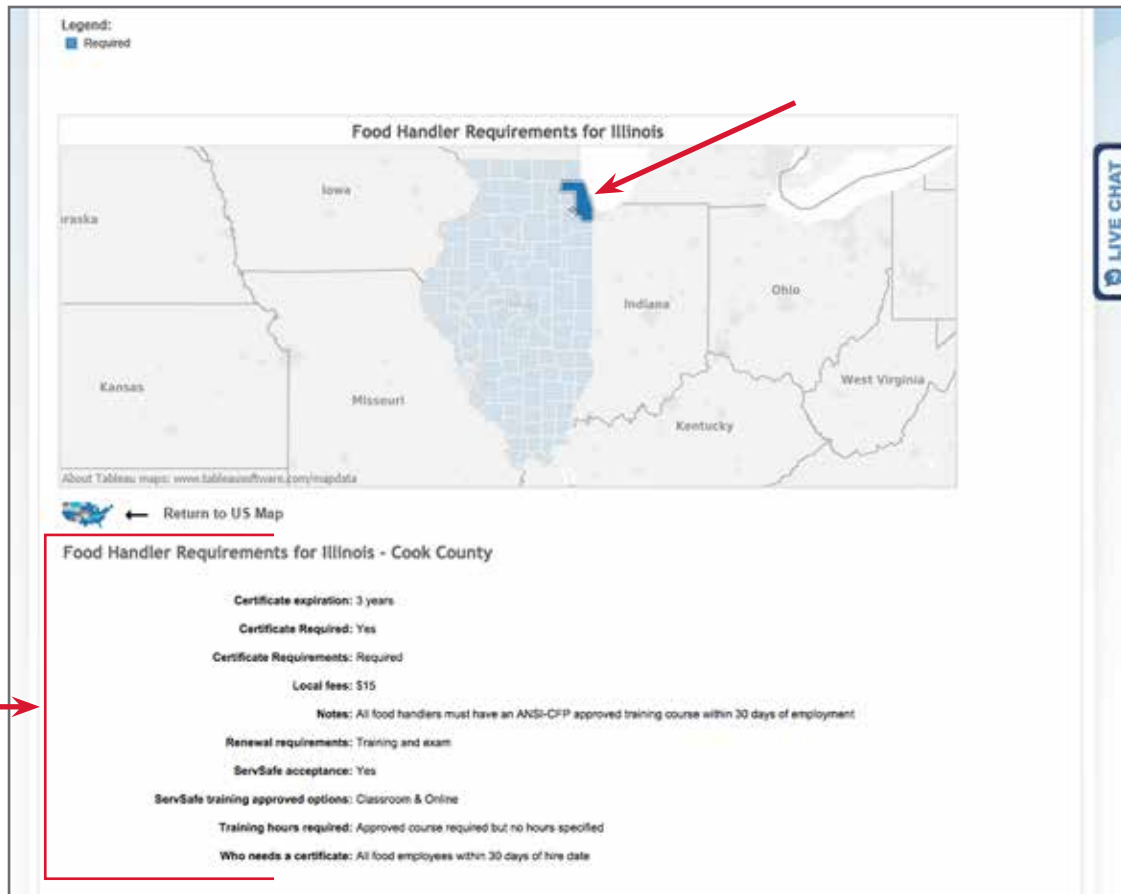 Legend:
Required
Food Handler Requirements for Illinois
Iowa
raska
Indiana
Ohio
Kansas
Missouri
West Virginia
Kentucky
About Tableau maps: www.tableausoftware.com/mapdata
Return to US Map
Food Handler Requirements for Illinois - Cook County
Certificate expiration: 3 years
Certificate Required: Yes
Certificate Requirements: Required
Local fees: $15
Notes: All food handlers must have an ANSI-CFP approved training course within 30 days of employment
Renewal requirements: Training and exam
ServSafe acceptance: Yes
ServSafe training approved options: Classroom & Online
Training hours required: Approved course required but no hours specified
Who needs a certificate: All food employees within 30 days of hire date
? LIVE CHAT